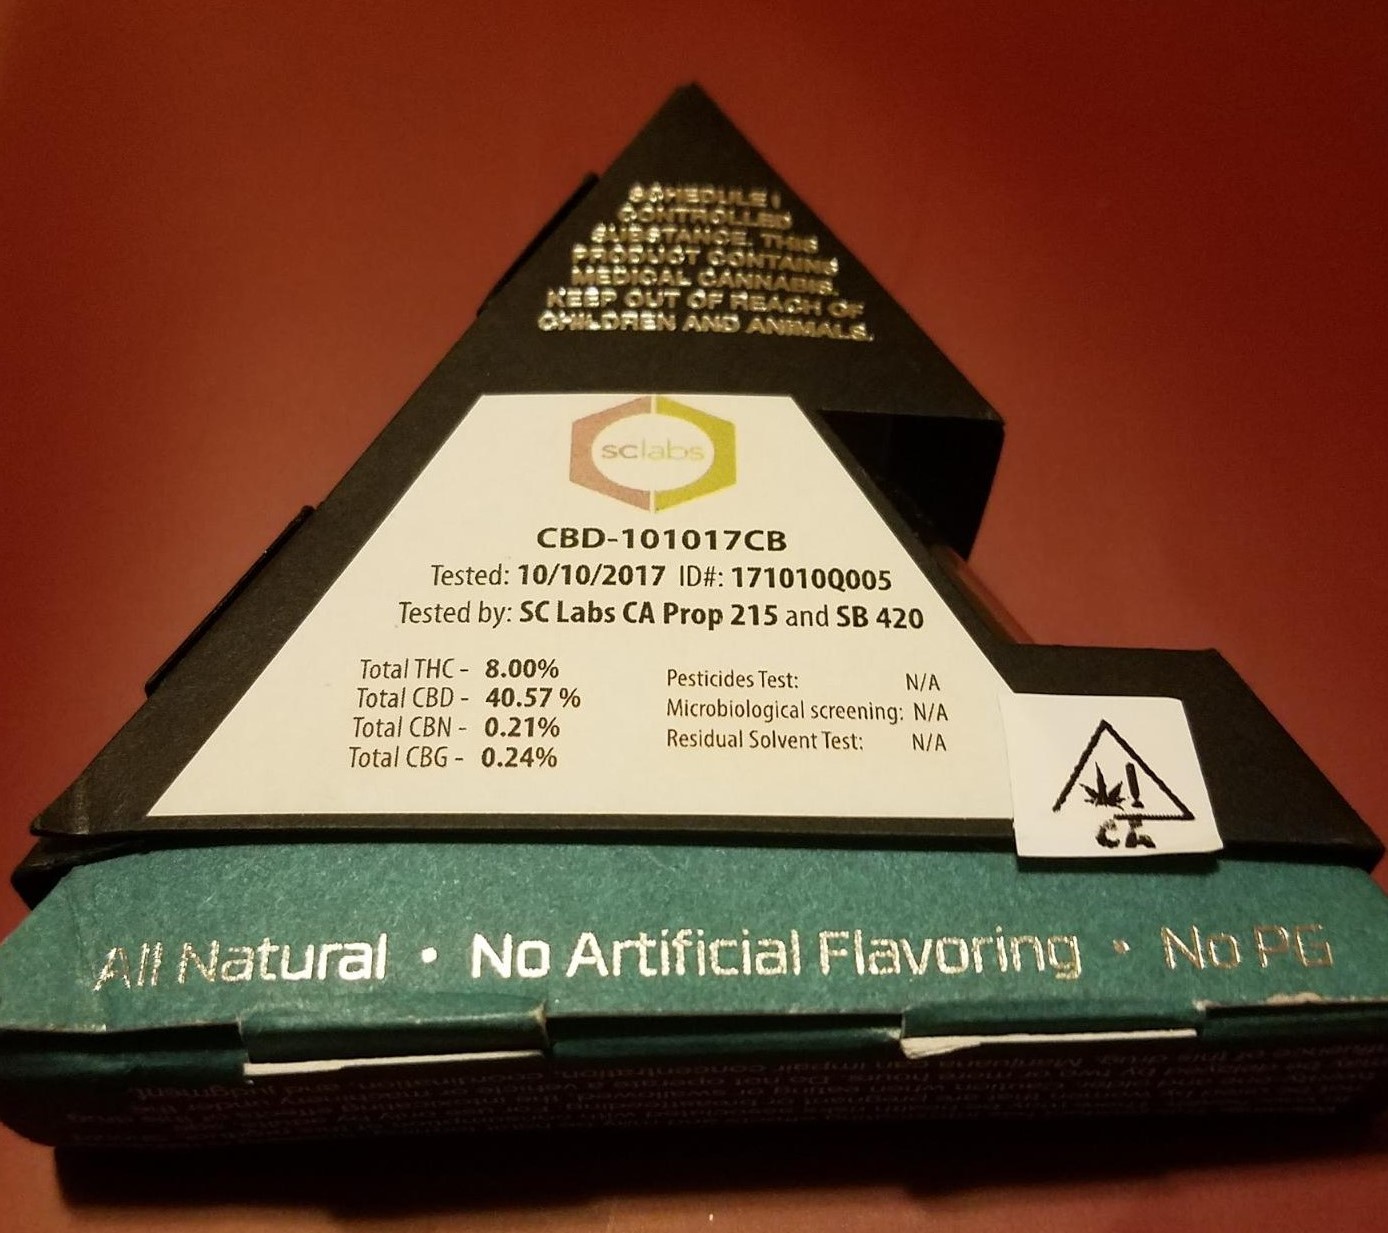 SCHEDULE I
CONTROLLED
SUBSTANCE. THIS
PRODUCT CONTAINS
MEDICAL CANNABIS.
KEEP OUT OF REACH OF
CHILDREN AND ANIMALS.
sclabs
CBD-101017CB
Tested: 10/10/2017 ID#: 171010Q005
Tested by: SC Labs CA Prop 215 and SB 420
Total THC - 8.00%
Total CBD - 40.57 %
Total CBN - 0.21%
Total CBG - 0.24%
Pesticides Test: N/A
Microbiological screening: N/A
Residual Solvent Test: N/A
!
CA
All Natural • No Artificial Flavoring • No PG